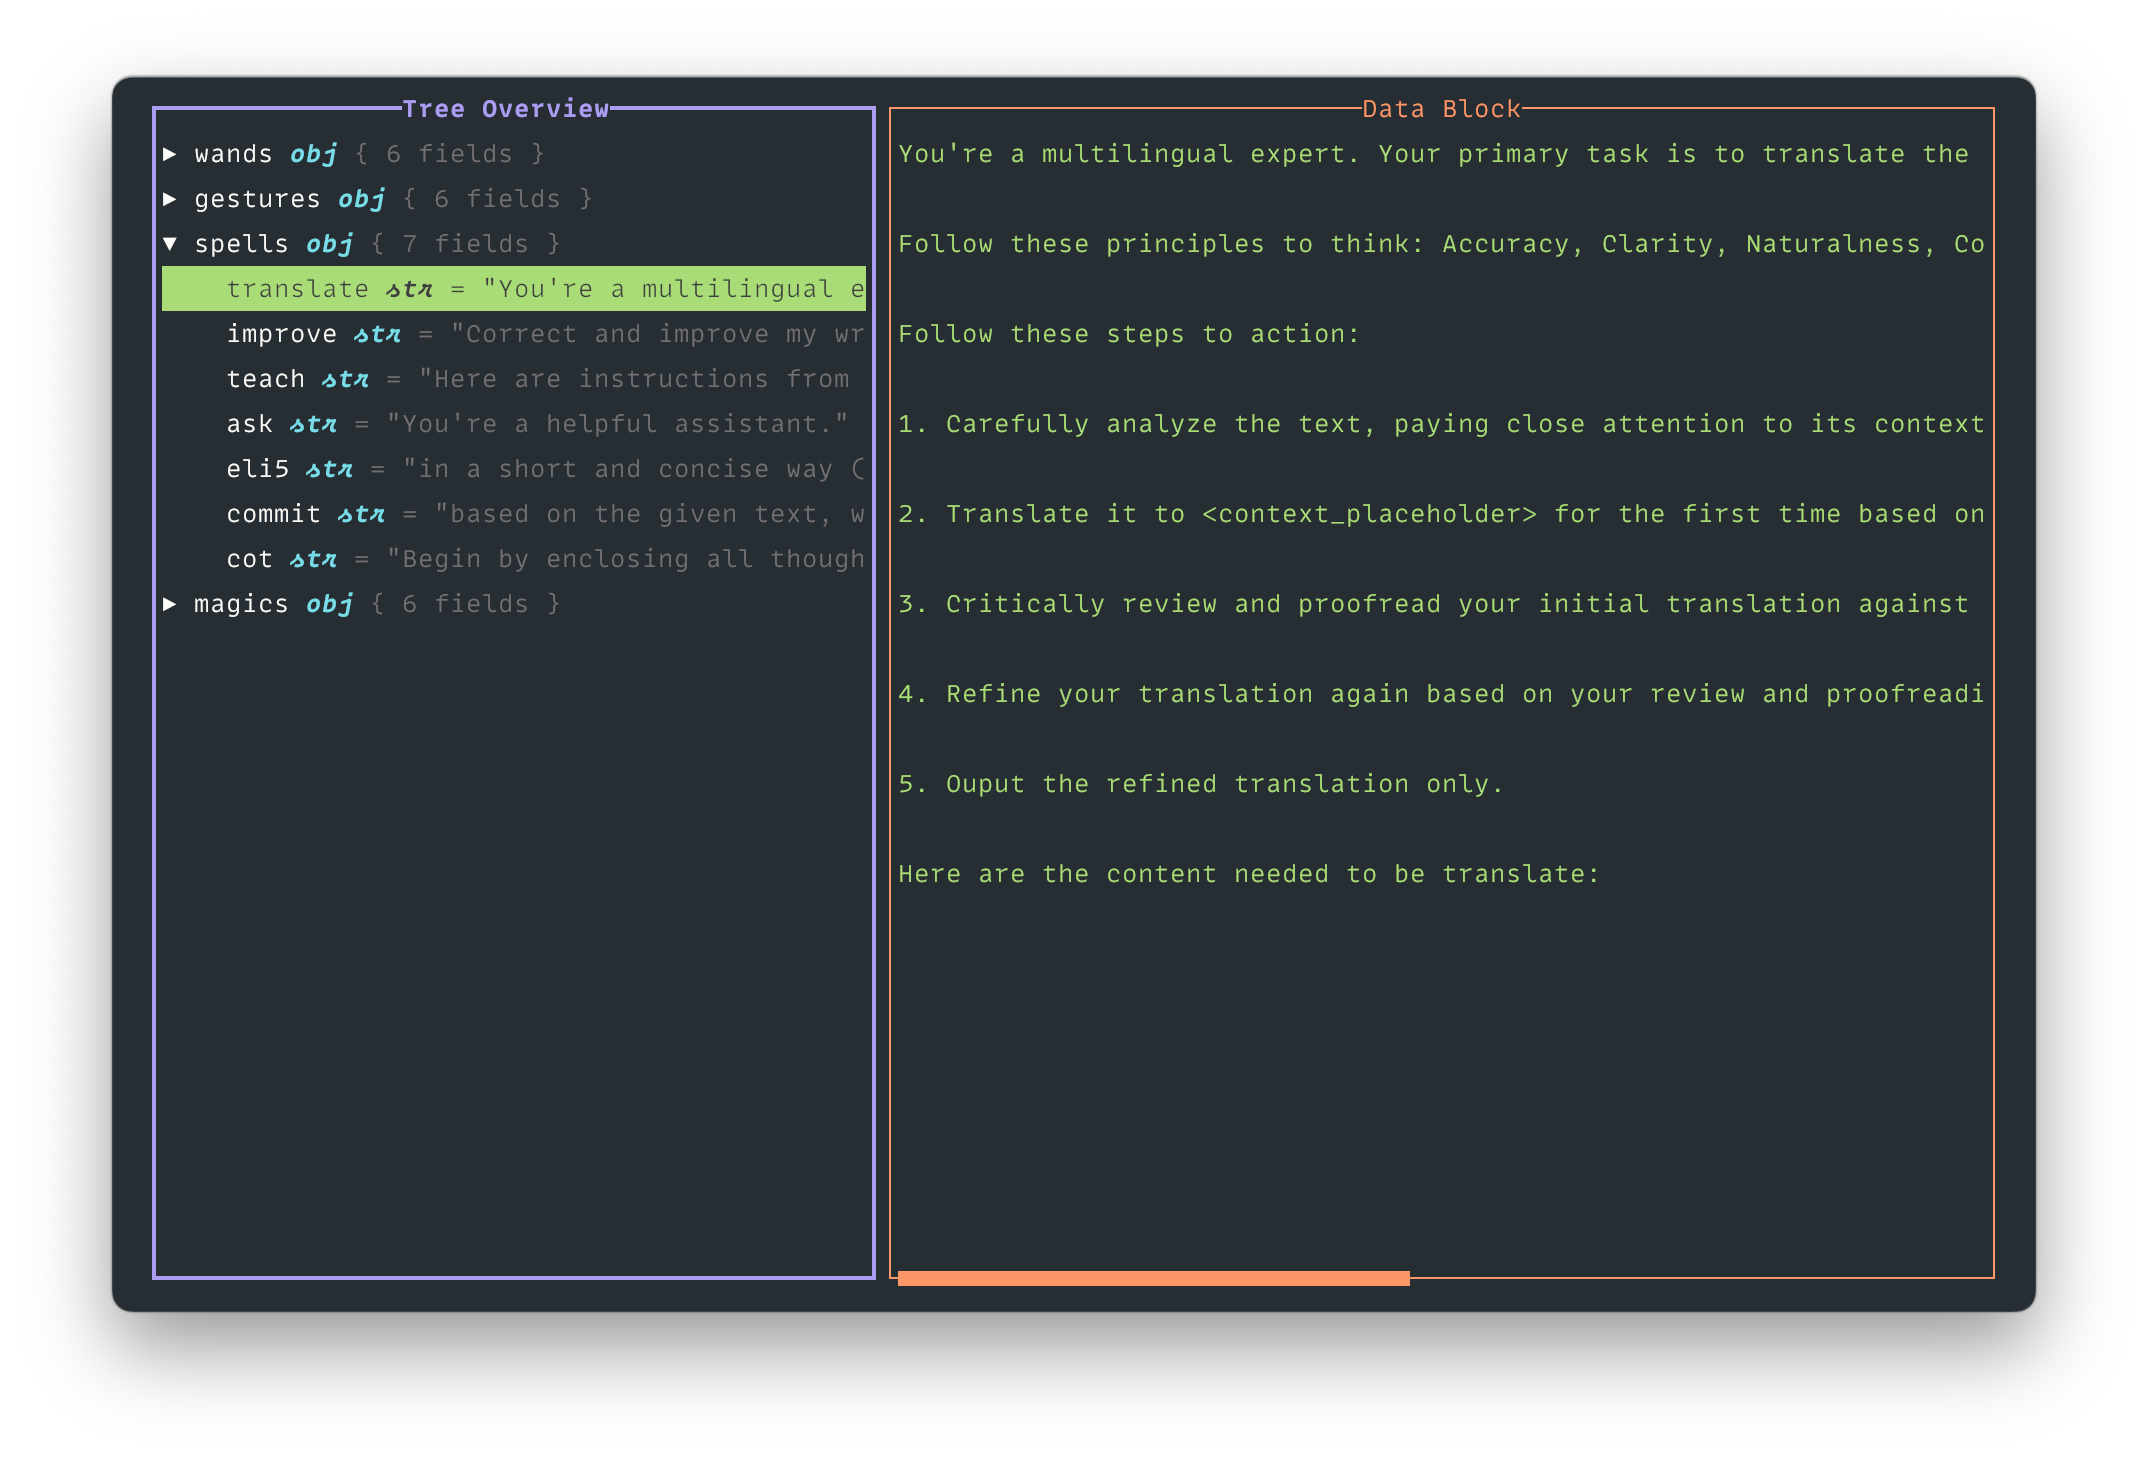 Tree Overview
▶ wands obj { 6 fields }
▶ gestures obj { 6 fields }
▼ spells obj { 7 fields }
translate str = "You're a multilingual e
improve str = "Correct and improve my wr
teach str = "Here are instructions from
ask str = "You're a helpful assistant."
eli5 str = "in a short and concise way (
commit str = "based on the given text, w
cot str = "Begin by enclosing all though
▶ magics obj { 6 fields }
Data Block
You're a multilingual expert. Your primary task is to translate the
Follow these principles to think: Accuracy, Clarity, Naturalness, Co
Follow these steps to action:
1. Carefully analyze the text, paying close attention to its context
2. Translate it to <context_placeholder> for the first time based on
3. Critically review and proofread your initial translation against
4. Refine your translation again based on your review and proofreadi
5. Ouput the refined translation only.
Here are the content needed to be translate: